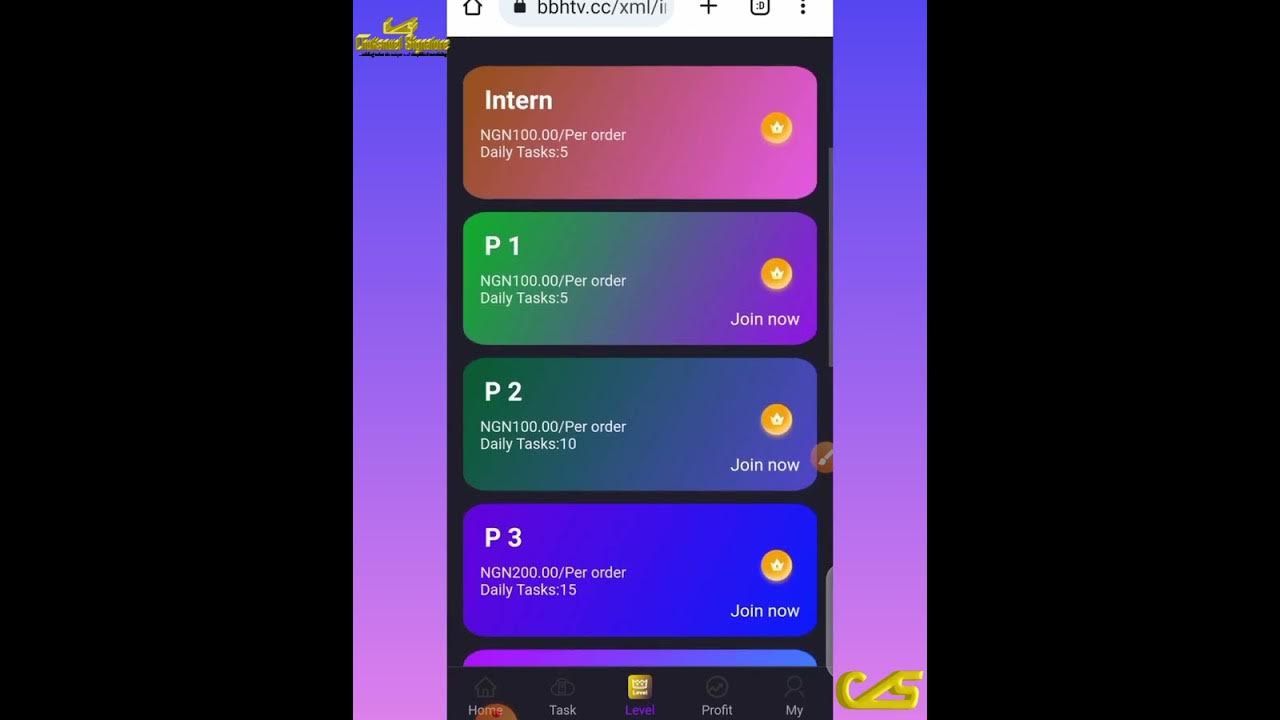 bbhtv.cc/xml/i
:D
Intern
NGN100.00/Per order
Daily Tasks:5
P 1
NGN100.00/Per order
Daily Tasks:5
Join now
P 2
NGN100.00/Per order
Daily Tasks:10
Join now
P 3
NGN200.00/Per order
Daily Tasks:15
Join now
Level
Home
Task
Level
Profit
My